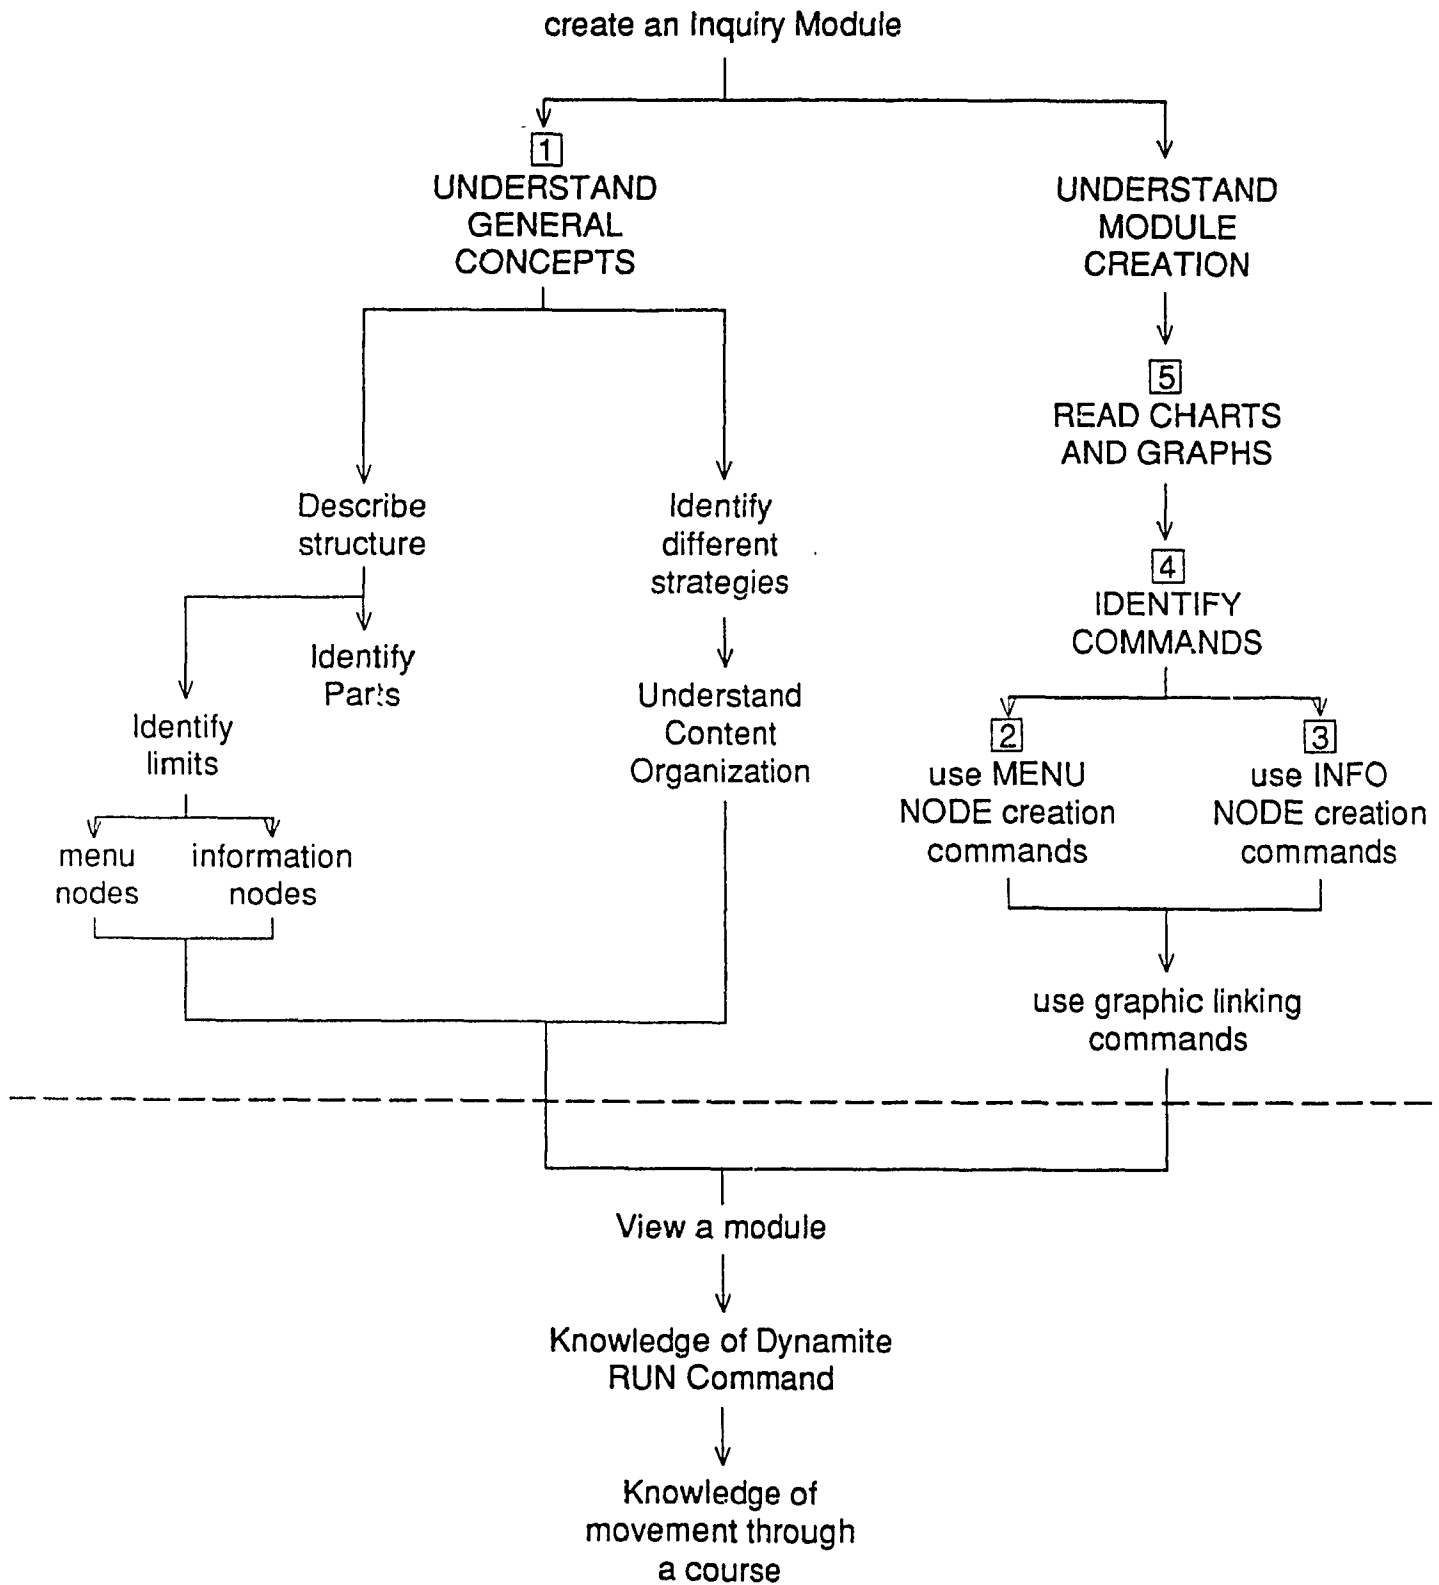 create an Inquiry Module
1
UNDERSTAND
GENERAL
CONCEPTS
Describe
structure
Identify
Parts
Identify
limits
menu
nodes
information
nodes
Identify
different
strategies
Understand
Content
Organization
UNDERSTAND
MODULE
CREATION
5
READ CHARTS
AND GRAPHS
4
IDENTIFY
COMMANDS
2
use MENU
NODE creation
commands
3
use INFO
NODE creation
commands
use graphic linking
commands
View a module
Knowledge of Dynamite
RUN Command
Knowledge of
movement through
a course